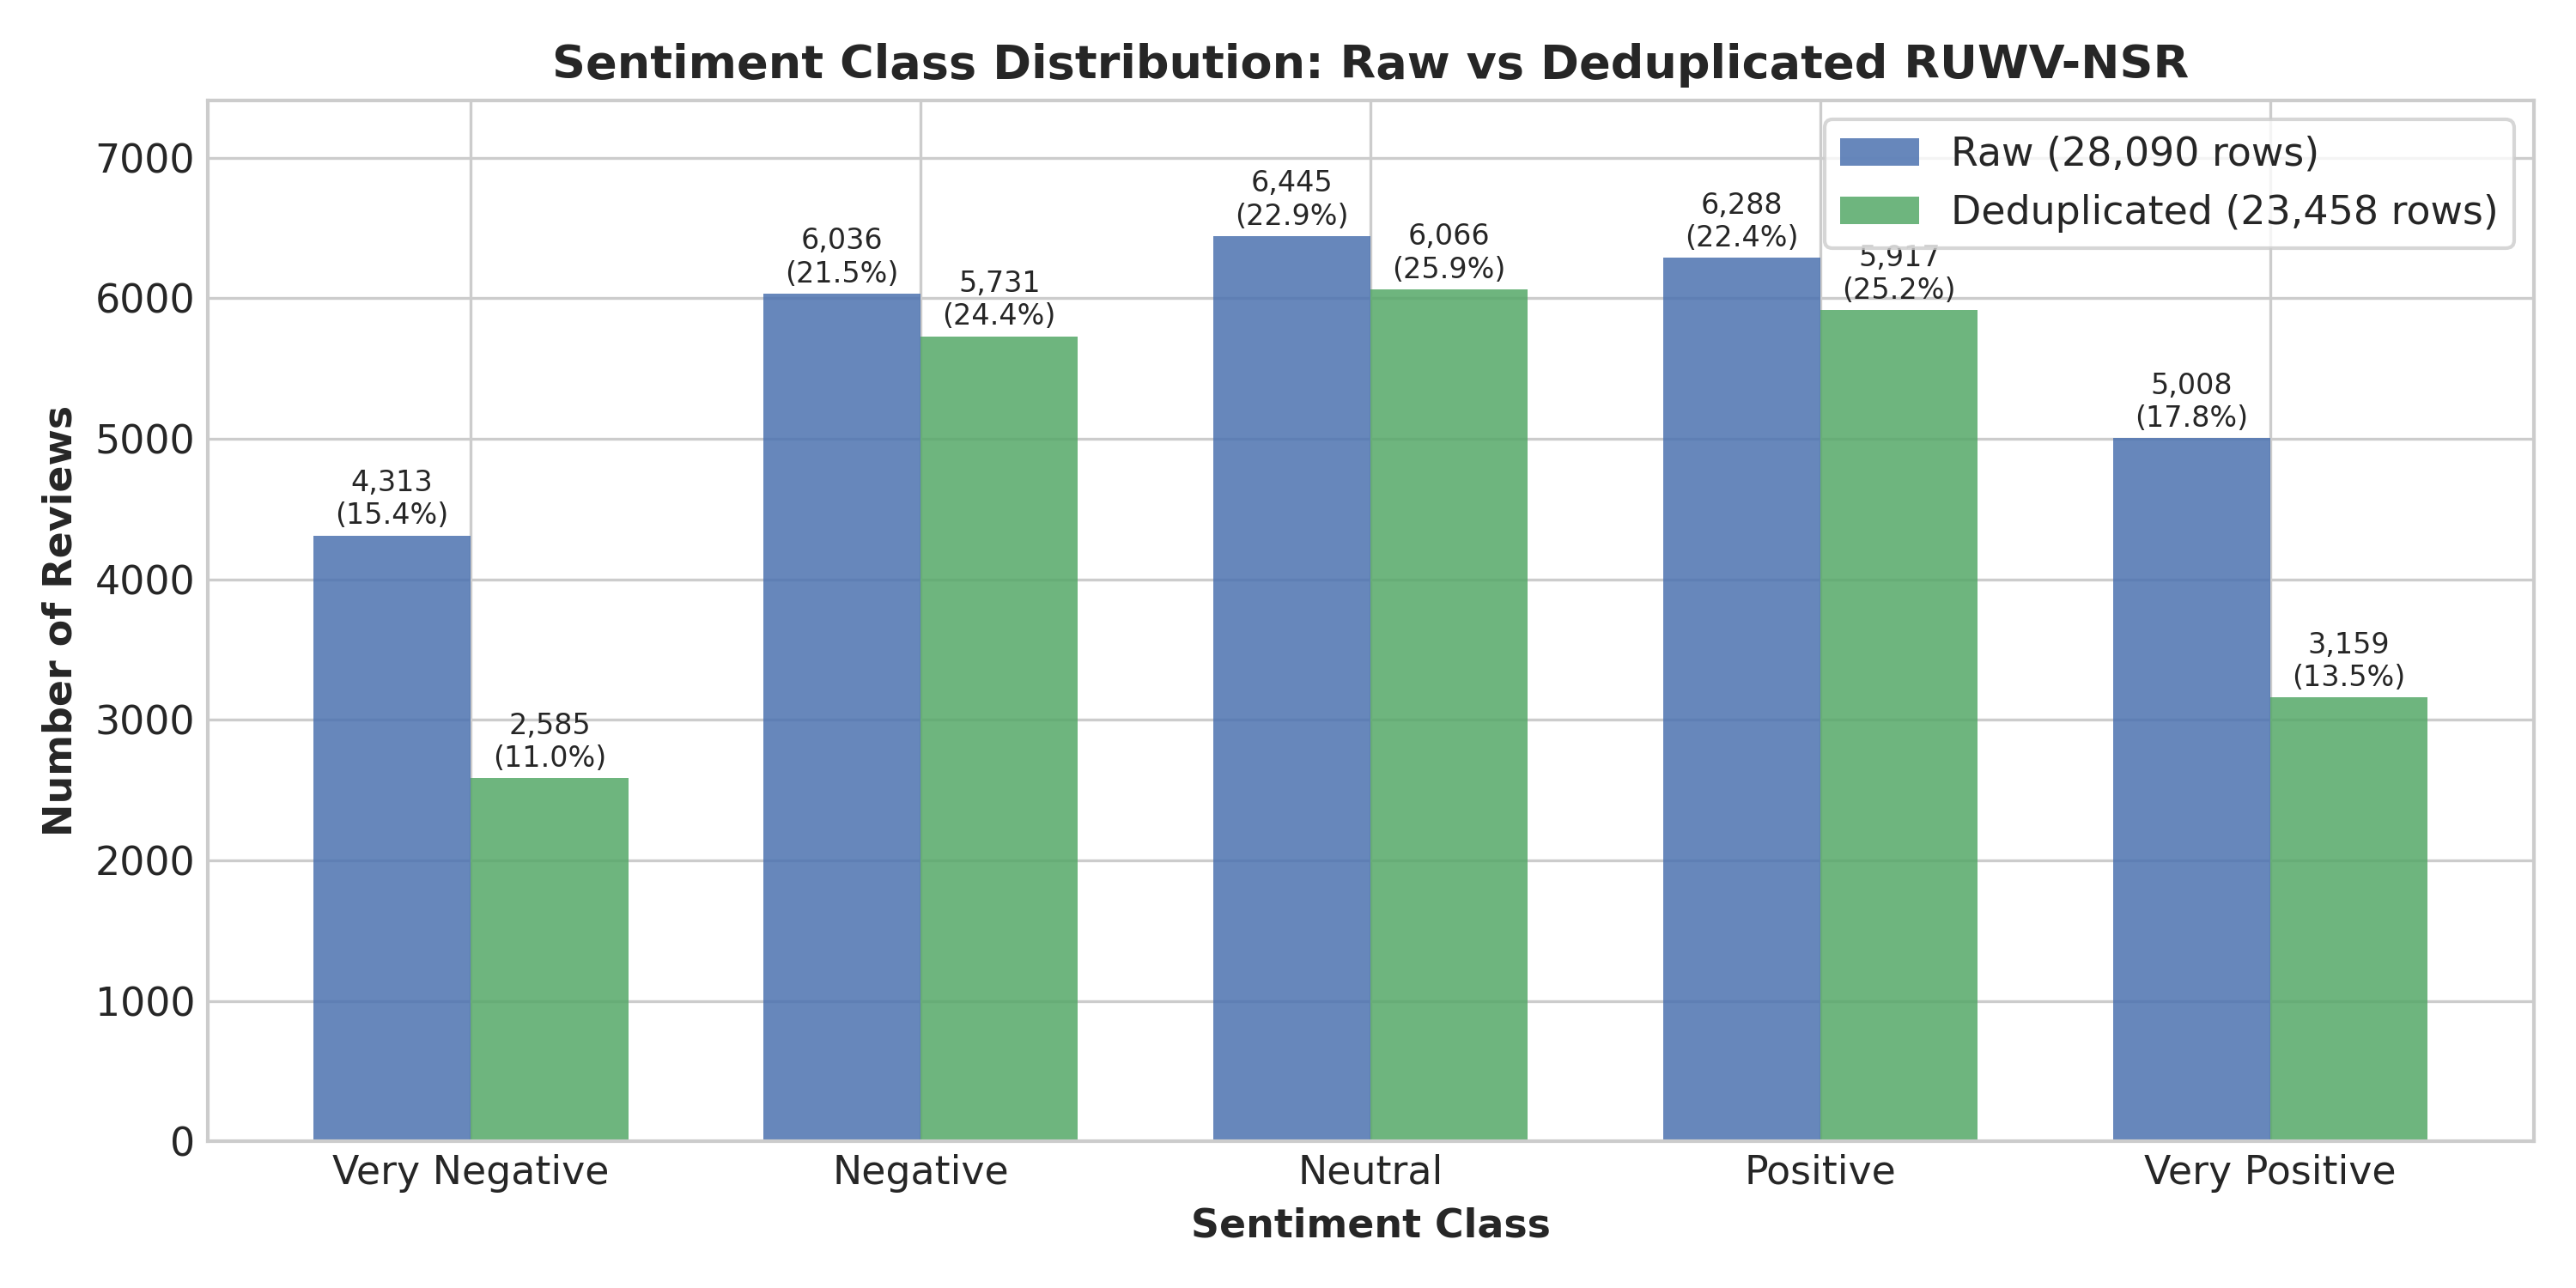 Sentiment Class Distribution: Raw vs Deduplicated RUWV-NSR
Raw (28,090 rows)
Deduplicated (23,458 rows)
Number of Reviews
7000
6000
5000
4000
3000
2000
1000
0
4,313
(15.4%)
2,585
(11.0%)
6,036
(21.5%)
5,731
(24.4%)
6,445
(22.9%)
6,066
(25.9%)
6,288
(22.4%)
5,917
(25.2%)
5,008
(17.8%)
3,159
(13.5%)
Very Negative
Negative
Neutral
Positive
Very Positive
Sentiment Class